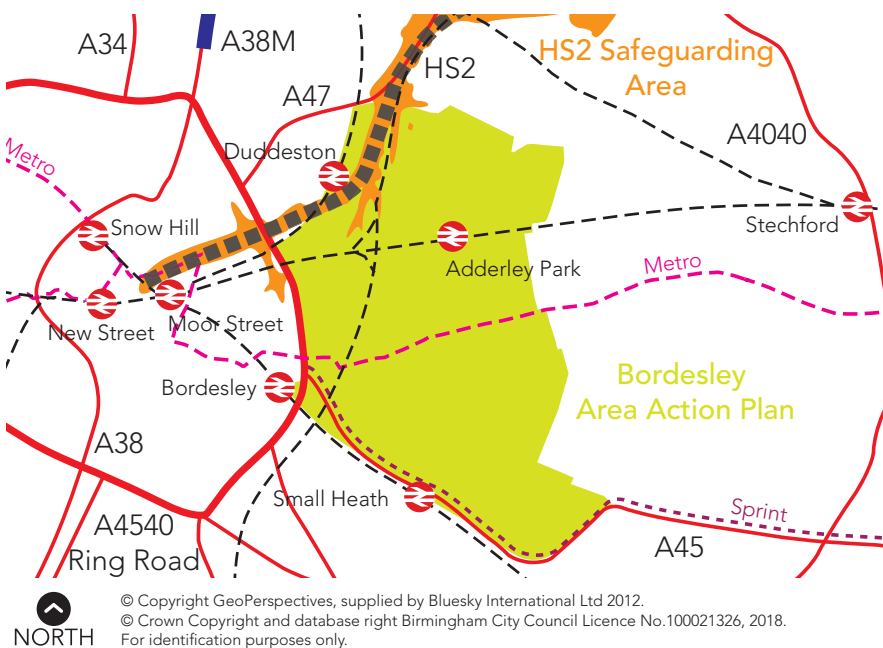 A34
A38M
HS2 Safeguarding
Area
HS2
A47
A4040
Duddeston
Metro
Snow Hill
Stechford
Adderley Park
Metro
New Street
Moor Street
Bordesley
Bordesley
Area Action Plan
A38
Small Heath
Sprint
A4540
Ring Road
A45
NORTH
© Copyright GeoPerspectives, supplied by Bluesky International Ltd 2012.
© Crown Copyright and database right Birmingham City Council Licence No.100021326, 2018.
For identification purposes only.